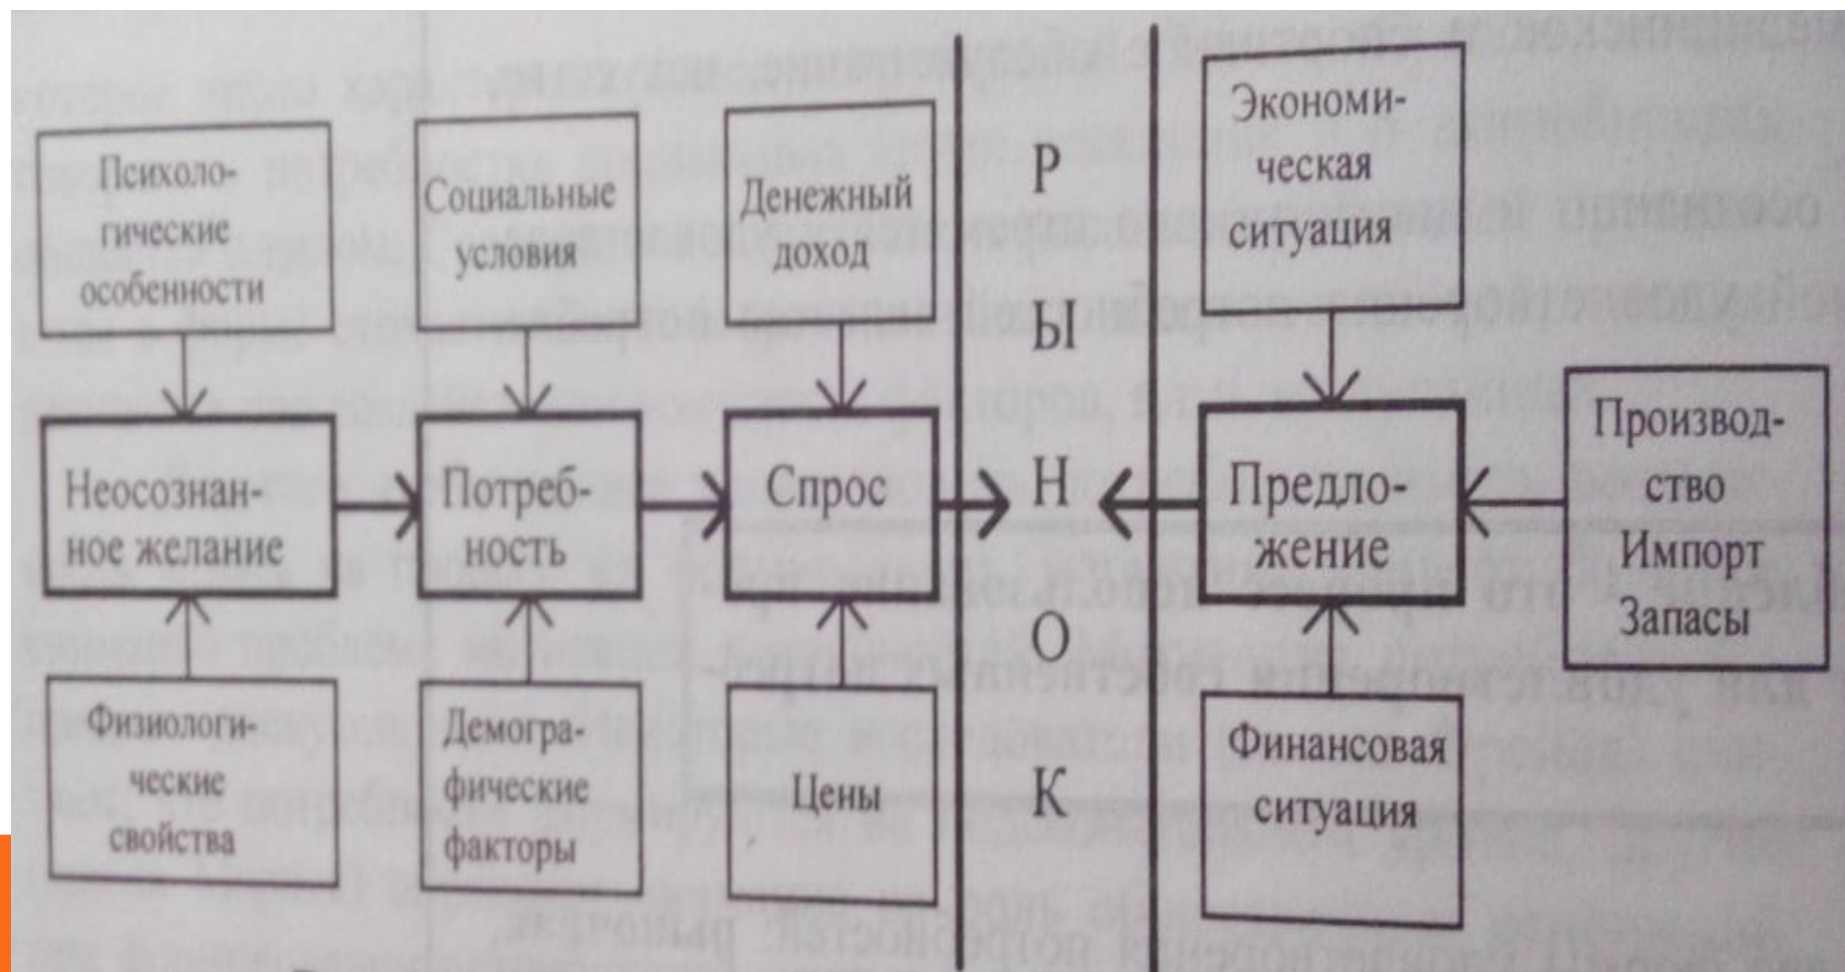 Психоло-
гические
особенности
Социальные
условия
Денежный
доход
Экономи-
ческая
ситуация
Неосознан-
ное желание
Потреб-
ность
Спрос
Р
Ы
Н
О
К
Предло-
жение
Производ-
ство
Импорт
Запасы
Физиологи-
ческие
свойства
Демогра-
фические
факторы
Цены
Финансовая
ситуация